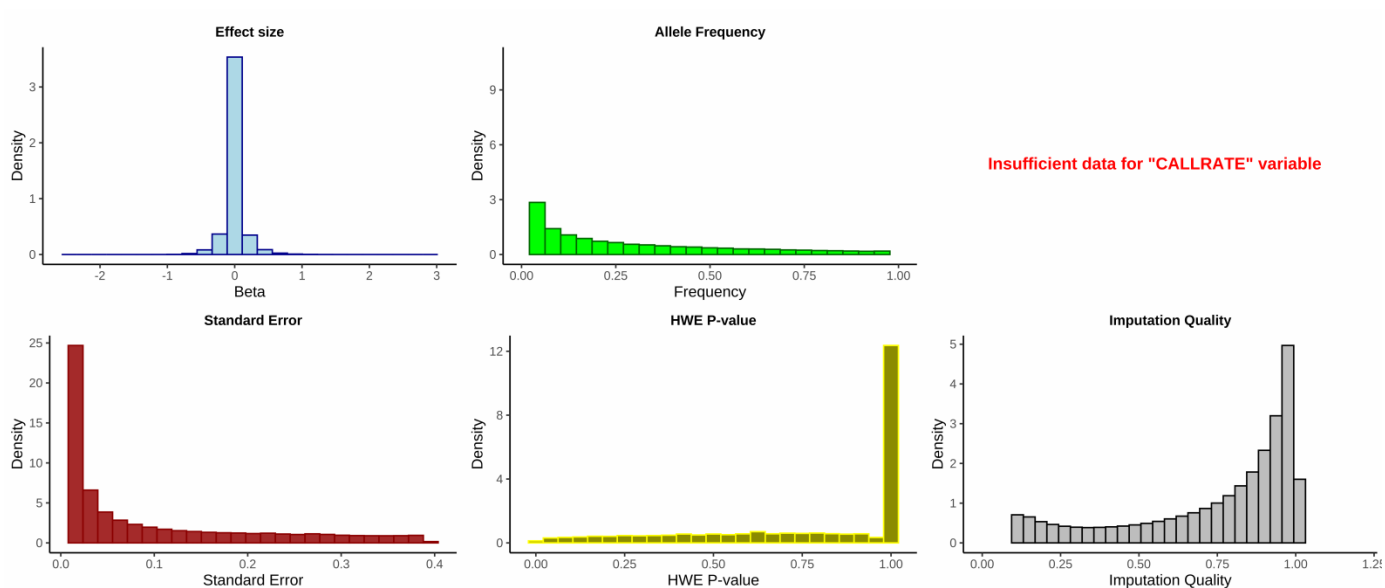 Effect size
Density
3
2
1
0
-2 -1 0 1 2 3
Beta
Allele Frequency
Density
9
6
3
0
0.00 0.25 0.50 0.75 1.00
Frequency
Insufficient data for "CALLRATE" variable
Standard Error
Density
25
20
15
10
5
0
0.0 0.1 0.2 0.3 0.4
Standard Error
HWE P-value
Density
12
8
4
0
0.00 0.25 0.50 0.75 1.00
HWE P-value
Imputation Quality
Density
5
4
3
2
1
0
0.00 0.25 0.50 0.75 1.00 1.25
Imputation Quality